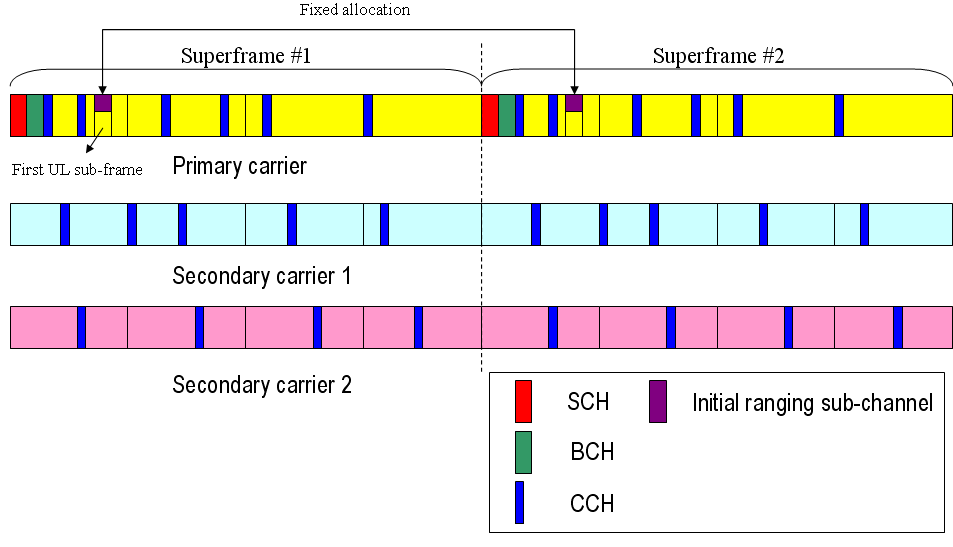 Fixed allocation
Superframe #1
Superframe #2
First UL sub-frame
Primary carrier
Secondary carrier 1
Secondary carrier 2
SCH
Initial ranging sub-channel
BCH
CCH